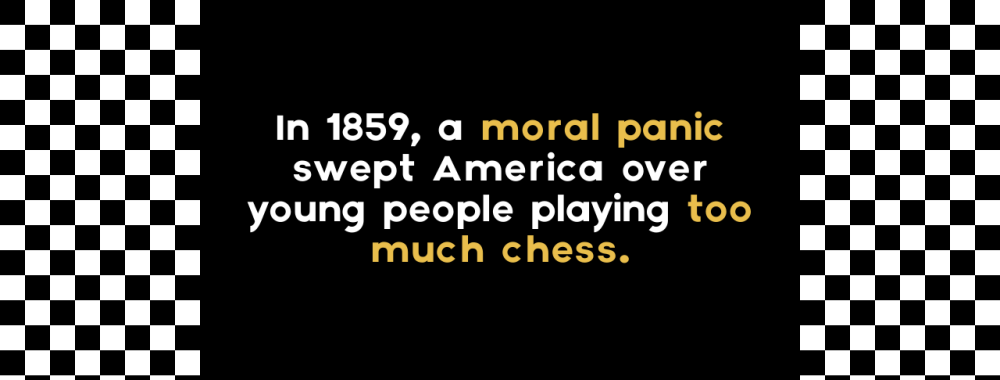 In 1859, a moral panic
swept America over
young people playing too
much chess.